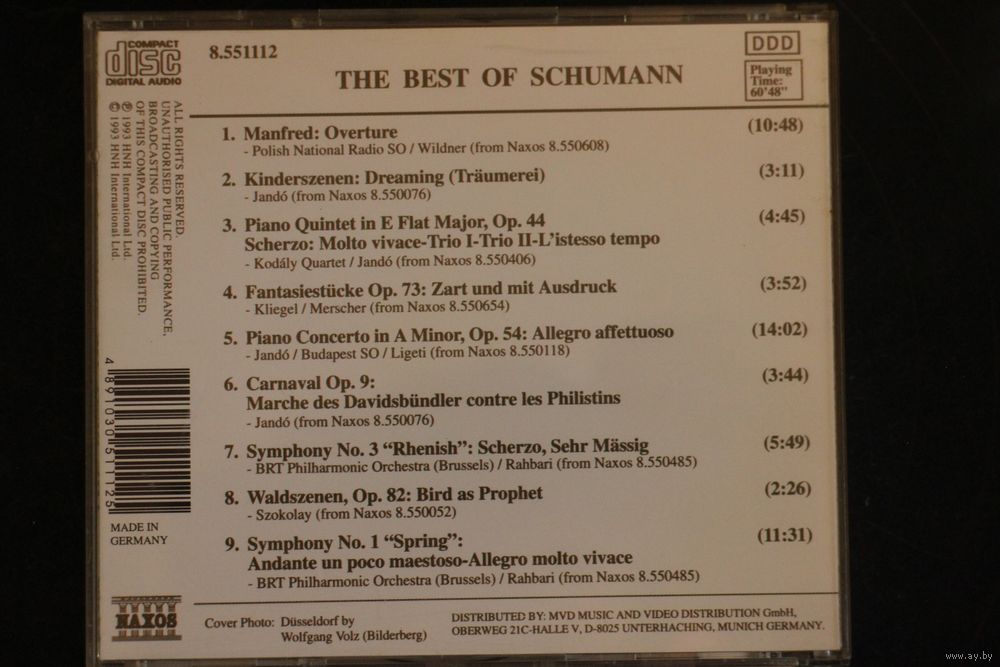 COMPACT
disc
DIGITAL AUDIO
8.551112
THE BEST OF SCHUMANN
DDD
Playing
Time:
60'48"
ALL RIGHTS RESERVED.
UNAUTHORISED PUBLIC PERFORMANCE,
BROADCASTING AND COPYING
OF THIS COMPACT DISC PROHIBITED.
℗ 1993 HNH International Ltd.
© 1993 HNH International Ltd.
1. Manfred: Overture (10:48)
- Polish National Radio SO / Wildner (from Naxos 8.550608)
2. Kinderszenen: Dreaming (Träumerei) (3:11)
- Jandó (from Naxos 8.550076)
3. Piano Quintet in E Flat Major, Op. 44 (4:45)
Scherzo: Molto vivace-Trio I-Trio II-L'istesso tempo
- Kodály Quartet / Jandó (from Naxos 8.550406)
4. Fantasiestücke Op. 73: Zart und mit Ausdruck (3:52)
- Kliegel / Merscher (from Naxos 8.550654)
5. Piano Concerto in A Minor, Op. 54: Allegro affettuoso (14:02)
- Jandó / Budapest SO / Ligeti (from Naxos 8.550118)
6. Carnaval Op. 9: (3:44)
Marche des Davidsbündler contre les Philistins
- Jandó (from Naxos 8.550076)
7. Symphony No. 3 “Rhenish”: Scherzo, Sehr Mässig (5:49)
- BRT Philharmonic Orchestra (Brussels) / Rahbari (from Naxos 8.550485)
8. Waldszenen, Op. 82: Bird as Prophet (2:26)
- Szokolay (from Naxos 8.550052)
9. Symphony No. 1 “Spring”: (11:31)
Andante un poco maestoso-Allegro molto vivace
- BRT Philharmonic Orchestra (Brussels) / Rahbari (from Naxos 8.550485)
4 891030 511125
MADE IN
GERMANY
NAXOS
Cover Photo: Düsseldorf by
Wolfgang Volz (Bilderberg)
DISTRIBUTED BY: MVD MUSIC AND VIDEO DISTRIBUTION GmbH,
OBERWEG 21C-HALLE V, D-8025 UNTERHACHING, MUNICH GERMANY.
www.ay.by